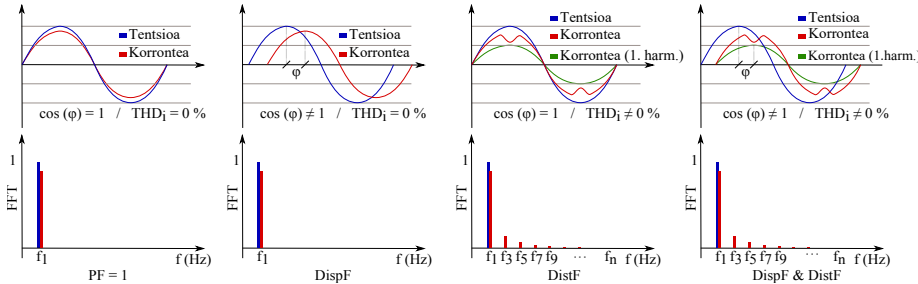 Tentsioa
Korrontea
cos (φ) = 1 / THDi = 0 %
Tentsioa
Korrontea
φ
cos (φ) ≠ 1 / THDi = 0 %
Tentsioa
Korrontea
Korrontea (1. harm.)
cos (φ) = 1 / THDi ≠ 0 %
Tentsioa
Korrontea
Korrontea (1.harm.)
φ
cos (φ) ≠ 1 / THDi ≠ 0 %
1
FFT
f1 f (Hz)
PF = 1
1
FFT
f1 f (Hz)
DispF
1
FFT
f1 f3 f5 f7 f9 ... fn f (Hz)
DistF
1
FFT
f1 f3 f5 f7 f9 ... fn f (Hz)
DispF & DistF